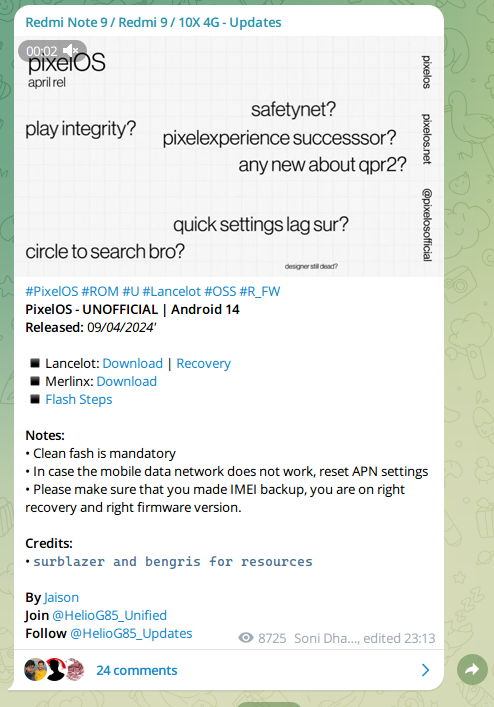 Redmi Note 9 / Redmi 9 / 10X 4G - Updates
00:02
pixelOS
april rel
pixelos
safetynet?
play integrity?
pixelexperience successsor?
any new about qpr2?
pixelos.net
@pixelosofficial
quick settings lag sur?
circle to search bro?
designer still dead?
#PixelOS #ROM #U #Lancelot #OSS #R_FW
PixelOS - UNOFFICIAL | Android 14
Released: 09/04/2024'
◾ Lancelot: Download | Recovery
◾ Merlinx: Download
◾ Flash Steps
Notes:
• Clean fash is mandatory
• In case the mobile data network does not work, reset APN settings
• Please make sure that you made IMEI backup, you are on right
recovery and right firmware version.
Credits:
• surblazer and bengris for resources
By Jaison
Join @HelioG85_Unified
Follow @HelioG85_Updates
8725 Soni Dha..., edited 23:13
24 comments